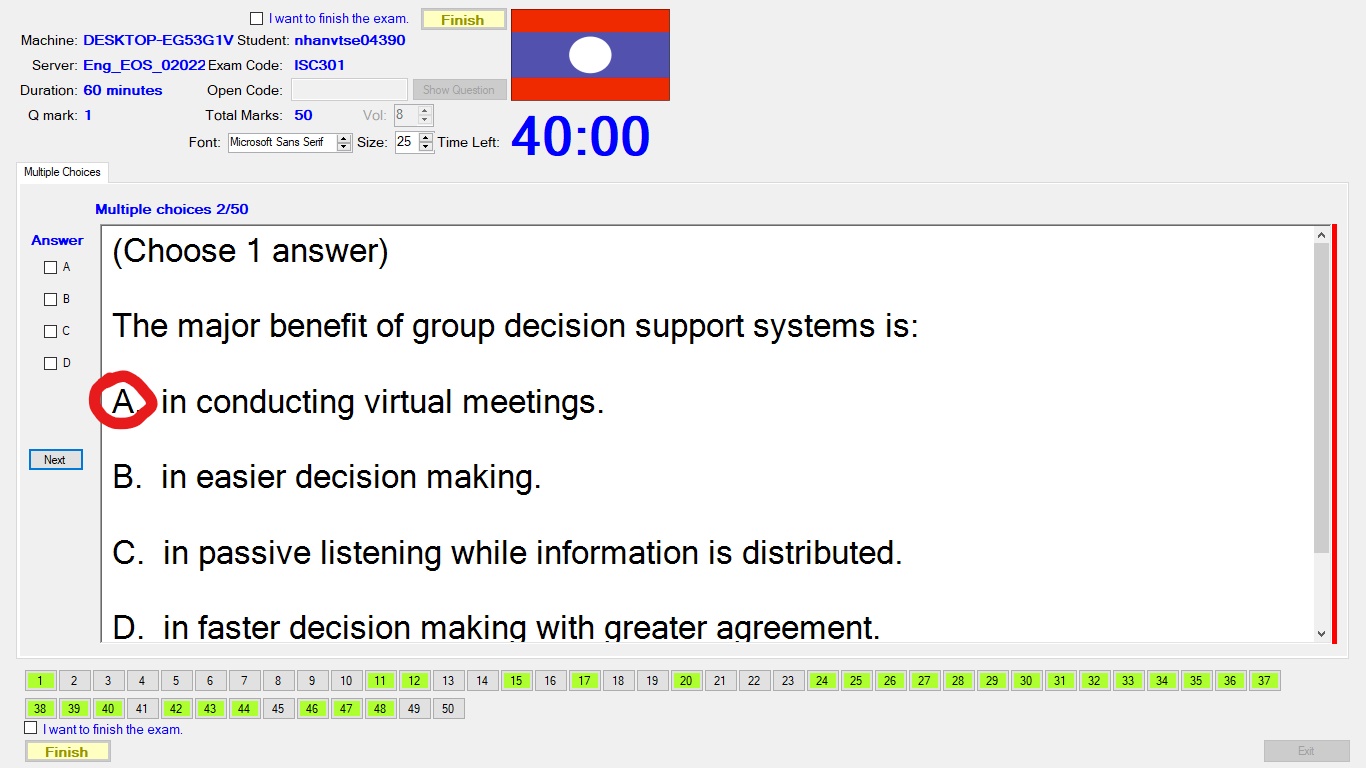 I want to finish the exam.
Finish
Machine: DESKTOP-EG53G1V Student: nhanvtse04390
Server: Eng_EOS_02022 Exam Code: ISC301
Duration: 60 minutes Open Code: Show Question
Q mark: 1 Total Marks: 50 Vol: 8
Font: Microsoft Sans Serif Size: 25 Time Left: 40:00
Multiple Choices
Multiple choices 2/50
Answer
A
B
C
D
Next
(Choose 1 answer)
The major benefit of group decision support systems is:
A. in conducting virtual meetings.
B. in easier decision making.
C. in passive listening while information is distributed.
D. in faster decision making with greater agreement.
1 2 3 4 5 6 7 8 9 10 11 12 13 14 15 16 17 18 19 20 21 22 23 24 25 26 27 28 29 30 31 32 33 34 35 36 37
38 39 40 41 42 43 44 45 46 47 48 49 50
I want to finish the exam.
Finish
Exit